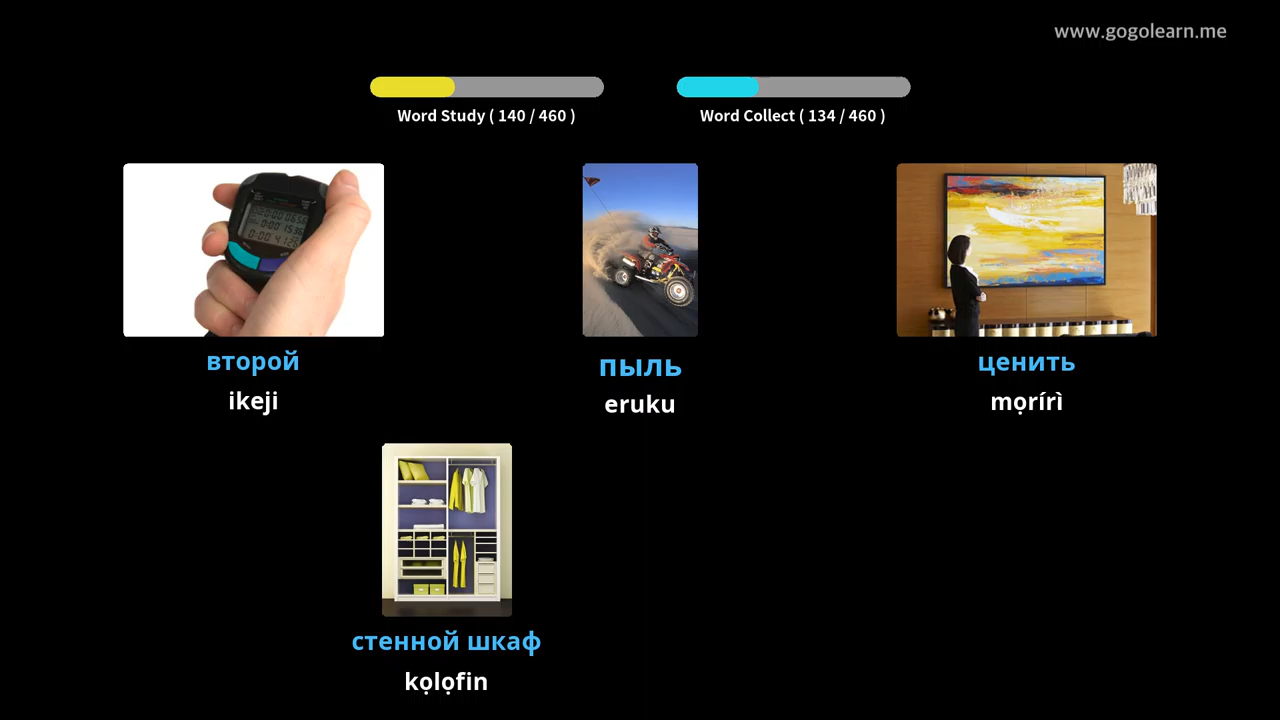 www.gogolearn.me
Word Study ( 140 / 460 )
Word Collect ( 134 / 460 )
второй
ikeji
пыль
eruku
ценить
mọrírì
стенной шкаф
kọlọfin